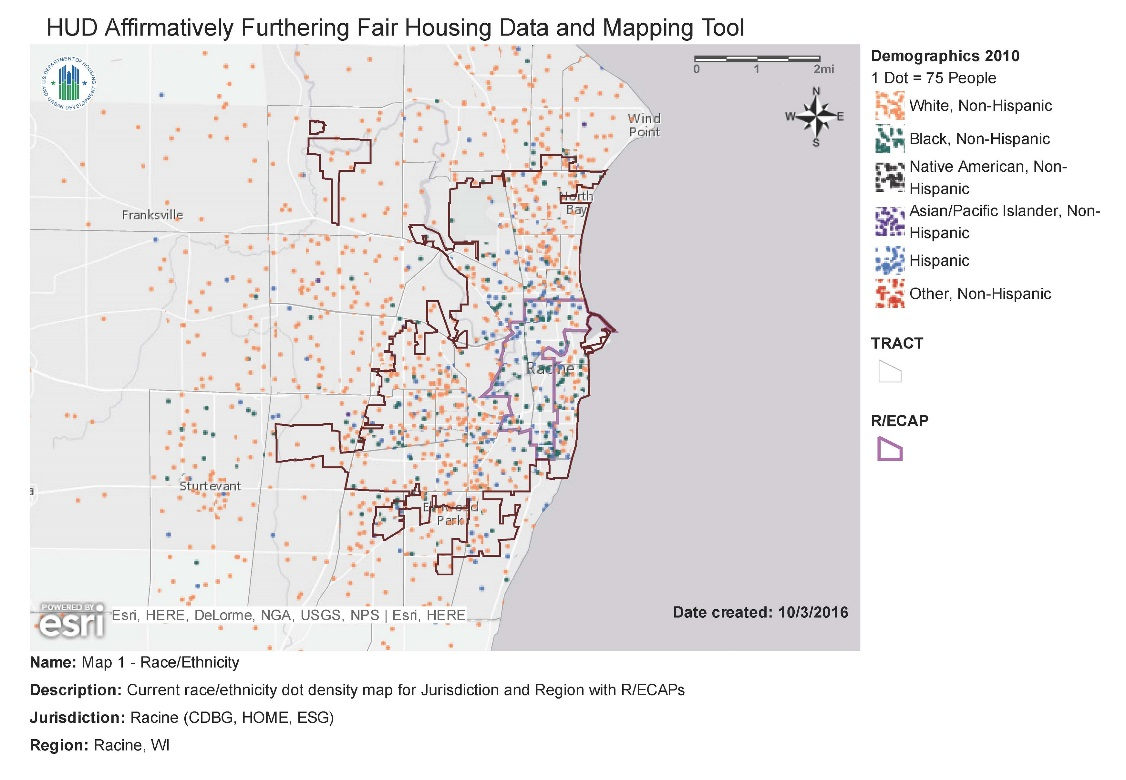 HUD Affirmatively Furthering Fair Housing Data and Mapping Tool
0 1 2mi
N
W E
S
Wind
Point
North
Bay
Franksville
Racine
Sturtevant
Park
POWERED BY
esri
Esri, HERE, DeLorme, NGA, USGS, NPS | Esri, HERE
Date created: 10/3/2016
Demographics 2010
1 Dot = 75 People
White, Non-Hispanic
Black, Non-Hispanic
Native American, Non-
Hispanic
Asian/Pacific Islander, Non-
Hispanic
Hispanic
Other, Non-Hispanic
TRACT
R/ECAP
Name: Map 1 - Race/Ethnicity
Description: Current race/ethnicity dot density map for Jurisdiction and Region with R/ECAPs
Jurisdiction: Racine (CDBG, HOME, ESG)
Region: Racine, WI